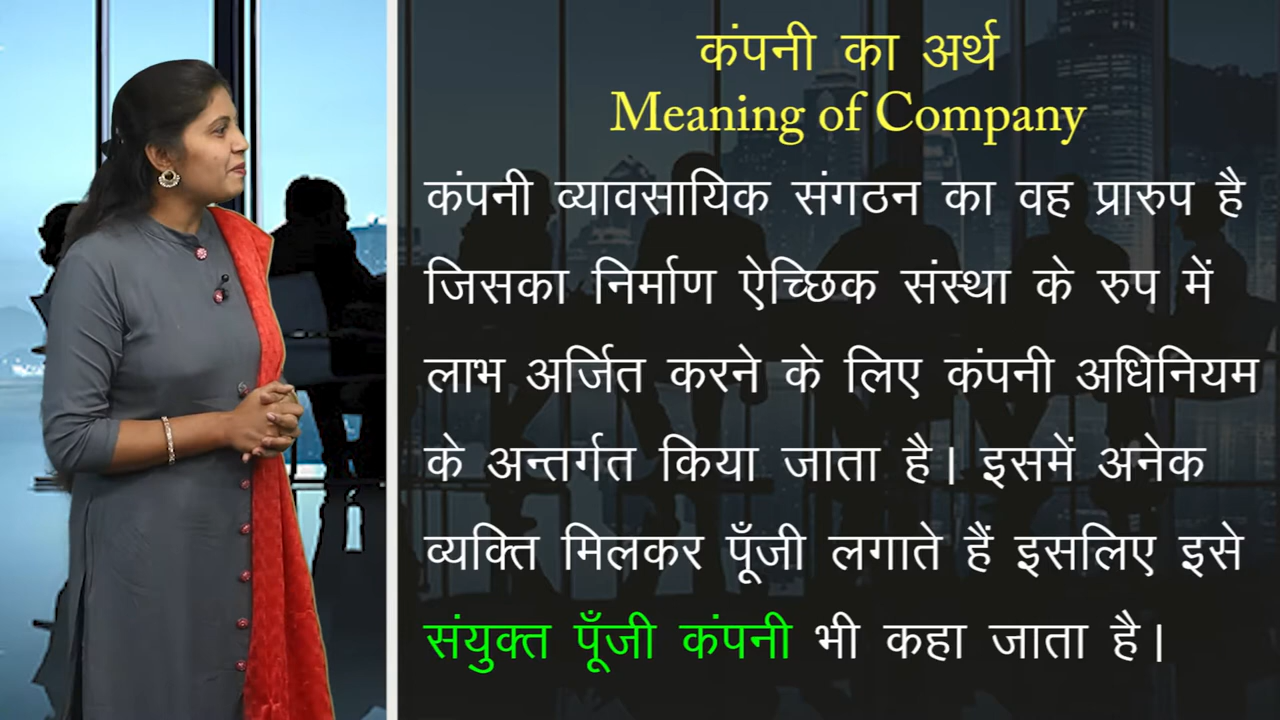 कंपनी का अर्थ
Meaning of Company
कंपनी व्यावसायिक संगठन का वह प्रारुप है
जिसका निर्माण ऐच्छिक संस्था के रुप में
लाभ अर्जित करने के लिए कंपनी अधिनियम
के अन्तर्गत किया जाता है। इसमें अनेक
व्यक्ति मिलकर पूँजी लगाते हैं इसलिए इसे
संयुक्त पूँजी कंपनी भी कहा जाता है।